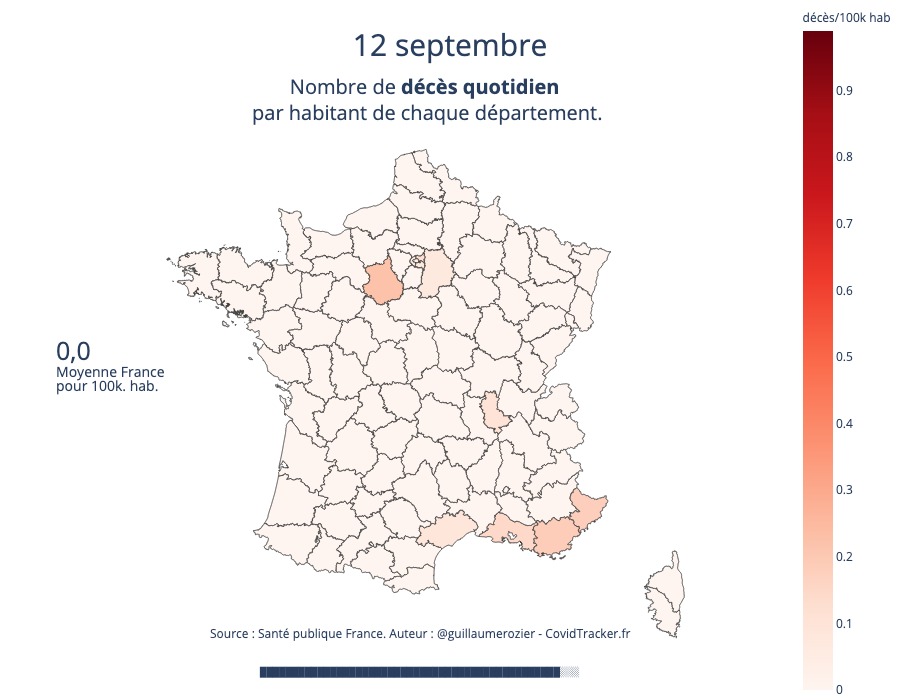 décès/100k hab
12 septembre
Nombre de décès quotidien
par habitant de chaque département.
0.9
0.8
0.7
0.6
0.5
0.4
0.3
0.2
0.1
0
0,0
Moyenne France
pour 100k. hab.
Source : Santé publique France. Auteur : @guillaumerozier - CovidTracker.fr